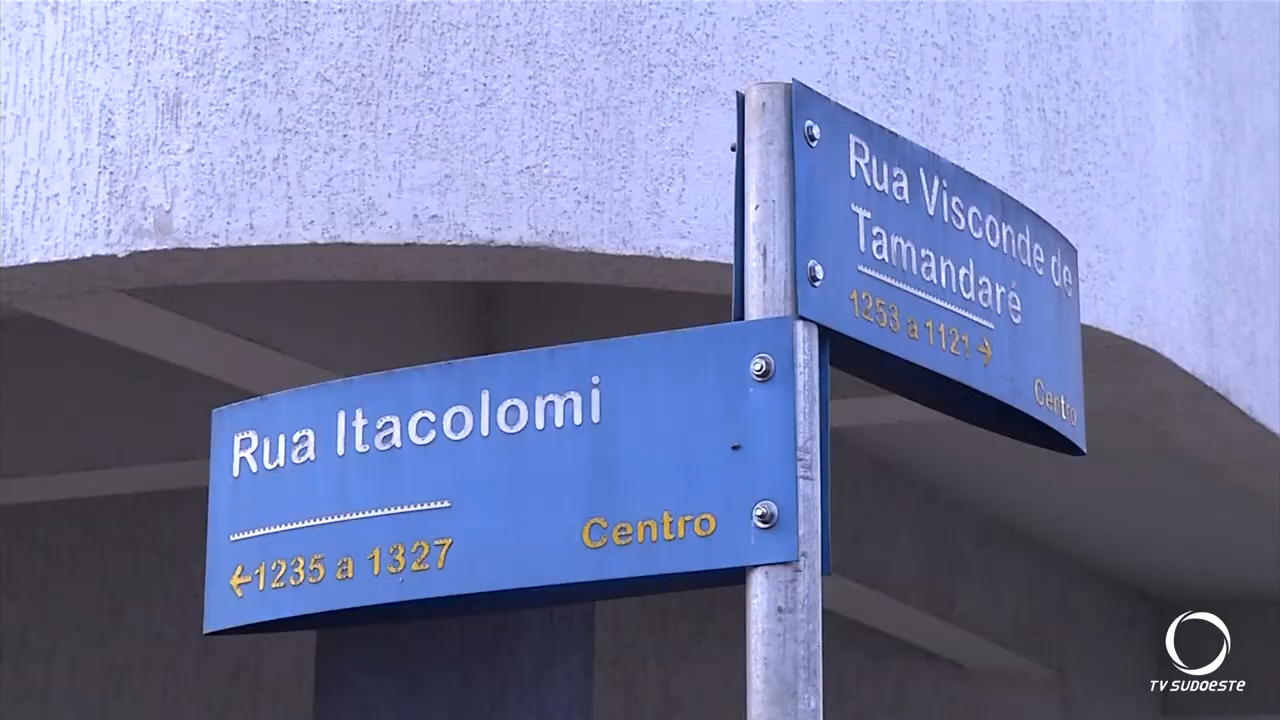 Rua Visconde de
Tamandaré
1253 a 1121 →
Centro
Rua Itacolomi
←1235 a 1327
Centro
TV SUDOESTE